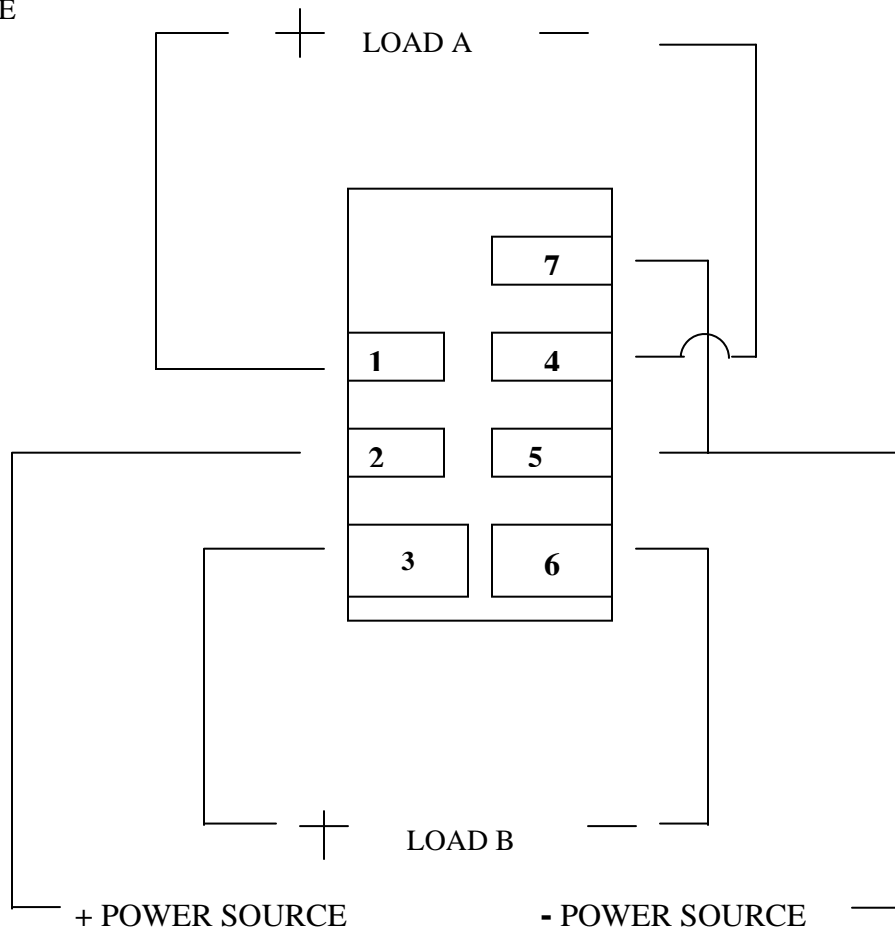 E
+ LOAD A —
7
1 4
2 5
3 6
+ LOAD B —
+ POWER SOURCE - POWER SOURCE